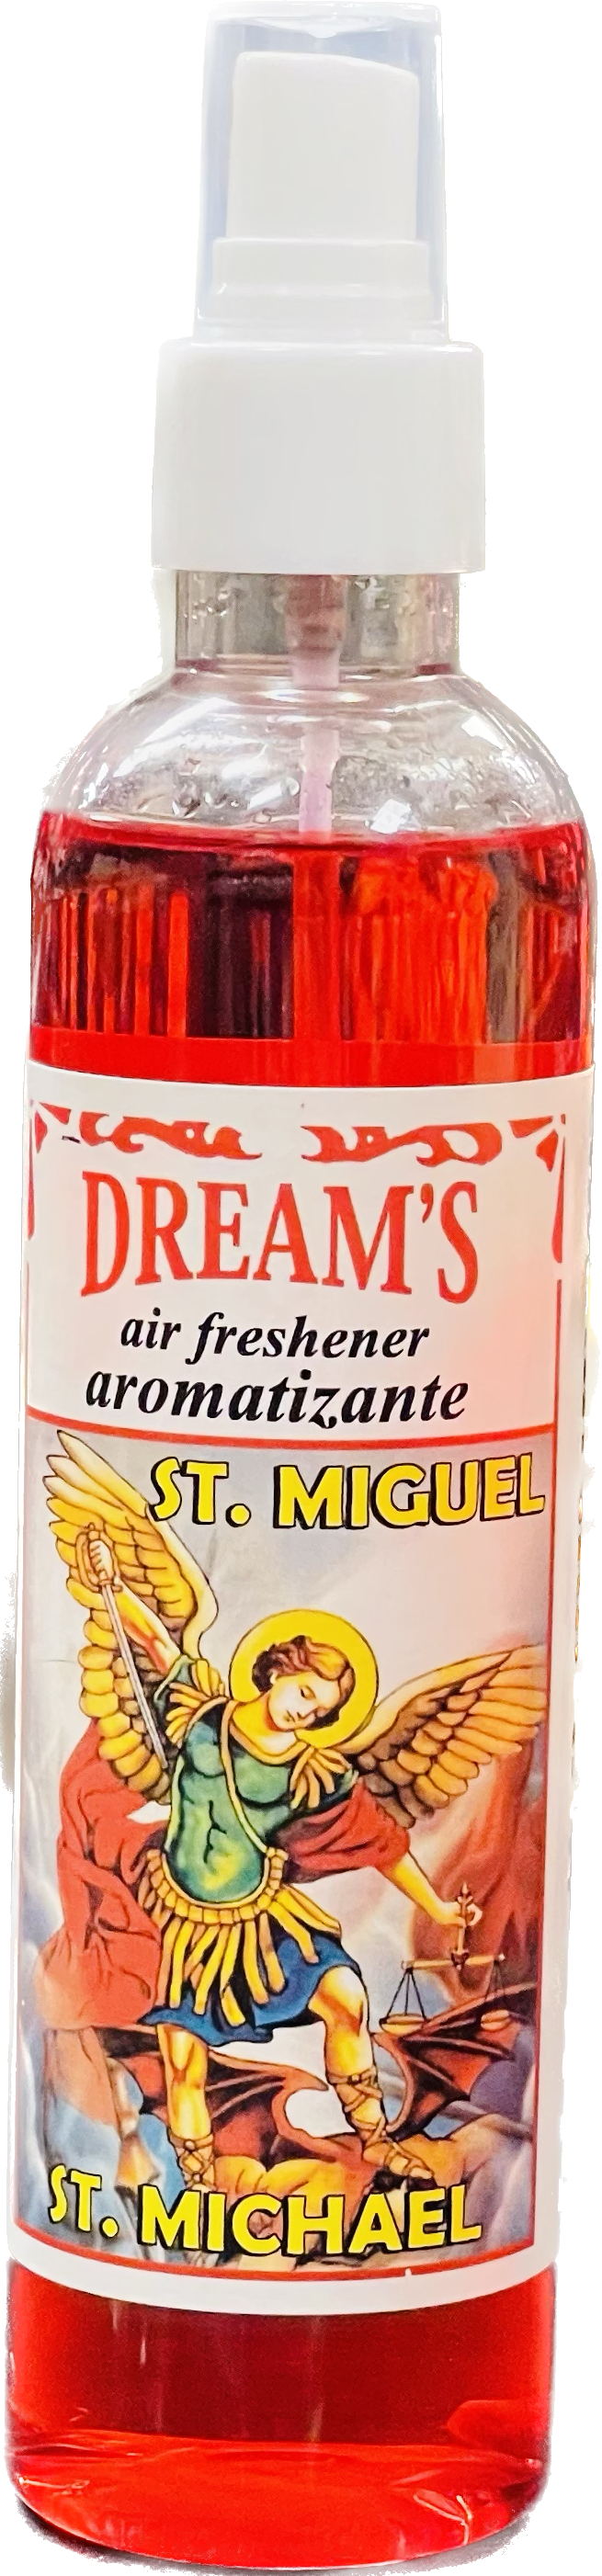 DREAM'S
air freshener
aromatizante
ST. MIGUEL
ST. MICHAEL